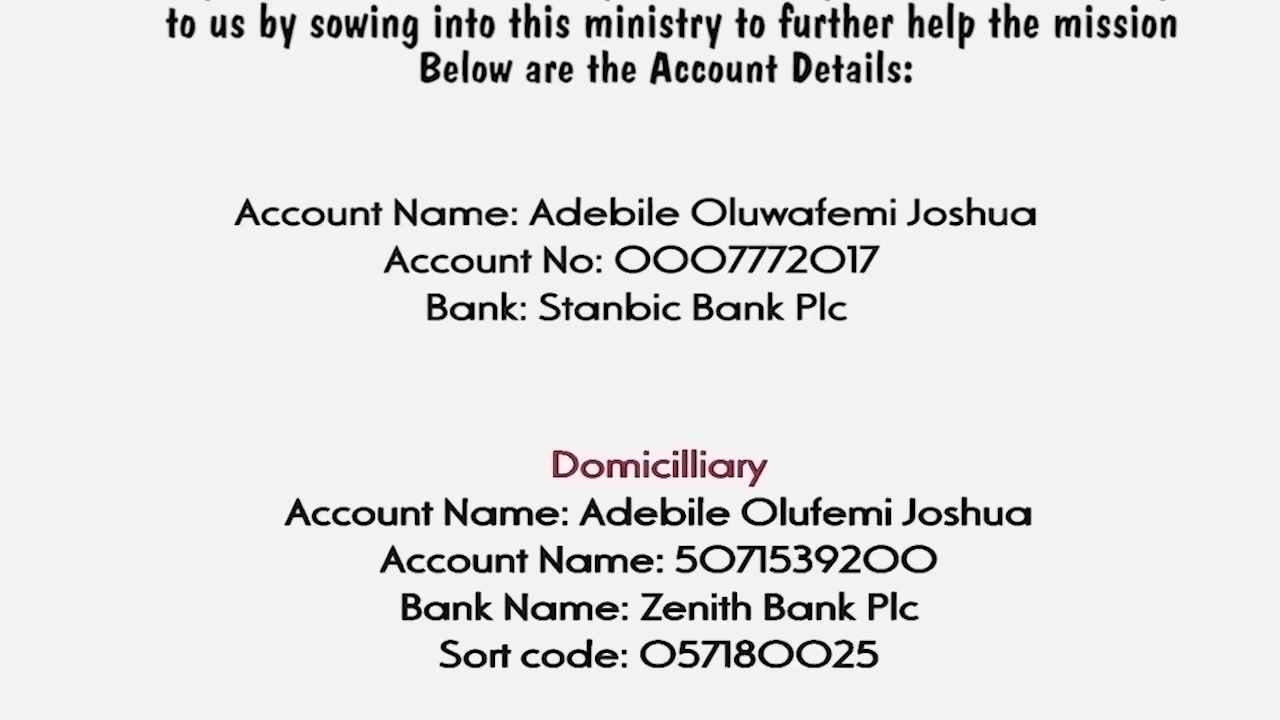 to us by sowing into this ministry to further help the mission
Below are the Account Details:
Account Name: Adebile Oluwafemi Joshua
Account No: 0007772017
Bank: Stanbic Bank Plc
Domicilliary
Account Name: Adebile Olufemi Joshua
Account Name: 5071539200
Bank Name: Zenith Bank Plc
Sort code: 057180025